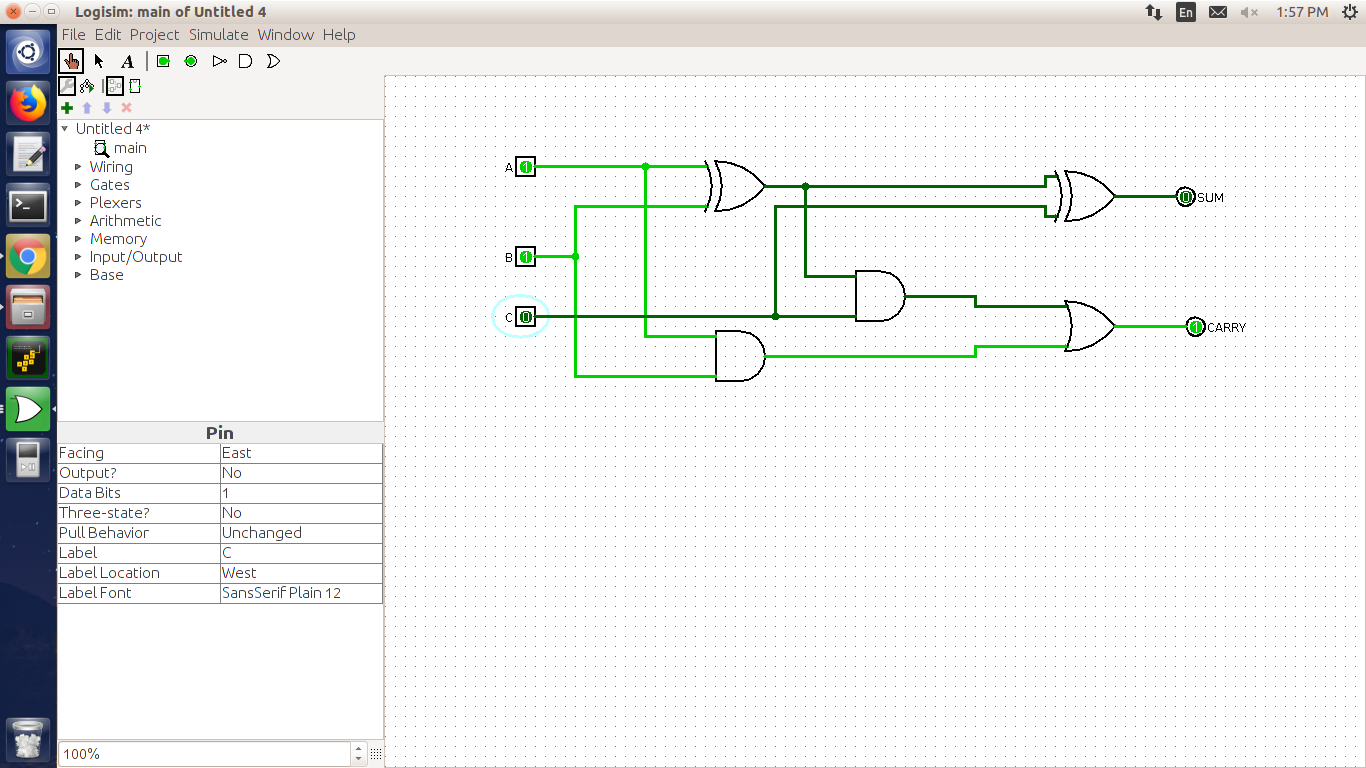 Logisim: main of Untitled 4
En
1:57 PM
File Edit Project Simulate Window Help
A
Untitled 4*
main
Wiring
Gates
Plexers
Arithmetic
Memory
Input/Output
Base
Pin
Facing East
Output? No
Data Bits 1
Three-state? No
Pull Behavior Unchanged
Label C
Label Location West
Label Font SansSerif Plain 12
100%
A 1
B 1
C 0
0 SUM
1 CARRY